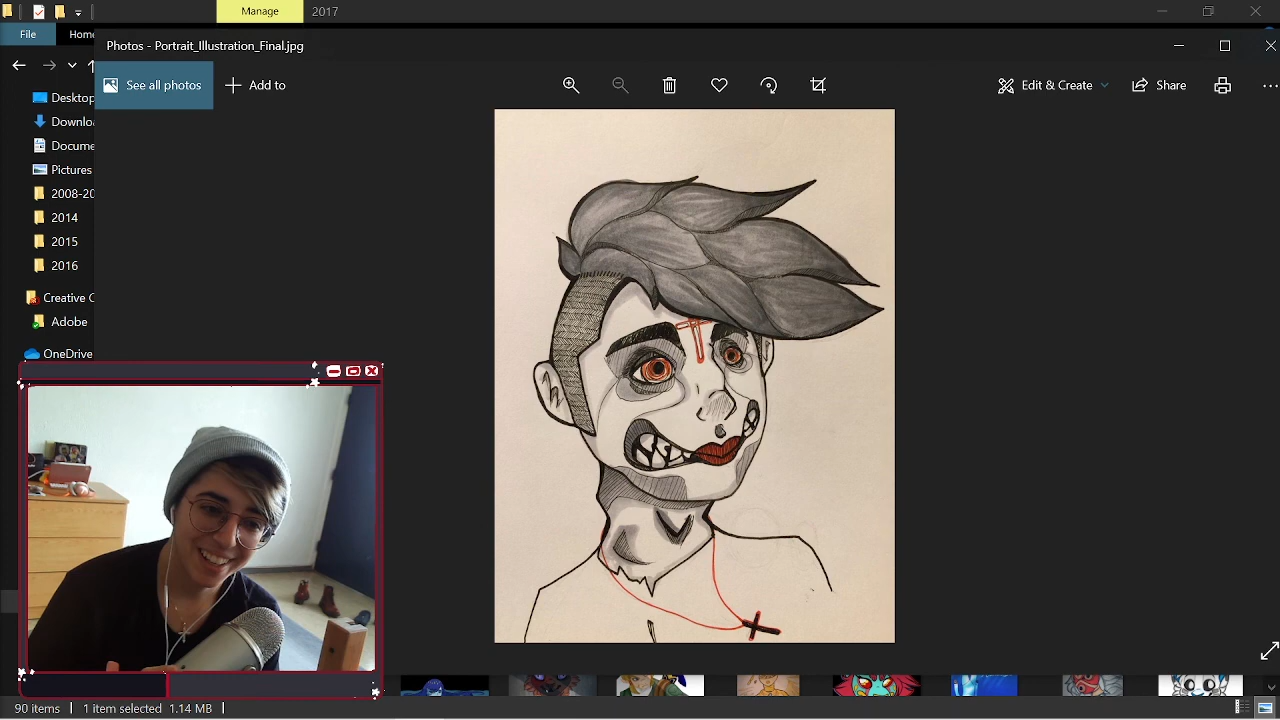 Manage
2017
File
Home
Photos - Portrait_Illustration_Final.jpg
See all photos
Add to
Edit & Create
Share
Desktop
Downlo
Docume
Pictures
2008-20
2014
2015
2016
Creative C
Adobe
OneDrive
90 items
1 item selected
1.14 MB